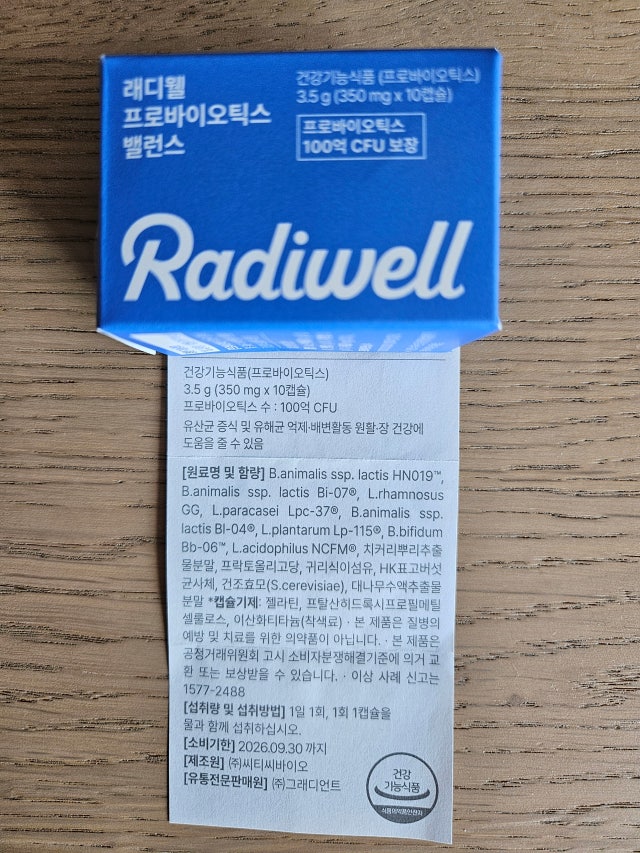 래디웰
프로바이오틱스
밸런스
건강기능식품 (프로바이오틱스)
3.5 g (350 mg x 10캡슐)
프로바이오틱스
100억 CFU 보장
Radiwell
건강기능식품(프로바이오틱스)
3.5 g (350 mg x 10캡슐)
프로바이오틱스 수 : 100억 CFU
유산균 증식 및 유해균 억제·배변활동 원활·장 건강에
도움을 줄 수 있음
[원료명 및 함량] B.animalis ssp. lactis HN019™,
B.animalis ssp. lactis Bi-07®, L.rhamnosus
GG, L.paracasei Lpc-37®, B.animalis ssp.
lactis Bl-04®, L.plantarum Lp-115®, B.bifidum
Bb-06™, L.acidophilus NCFM®, 치커리뿌리추출
물분말, 프락토올리고당, 귀리식이섬유, HK표고버섯
균사체, 건조효모(S.cerevisiae), 대나무수액추출물
분말 *캡슐기제: 젤라틴, 프탈산히드록시프로필메틸
셀룰로스, 이산화티타늄(착색료) · 본 제품은 질병의
예방 및 치료를 위한 의약품이 아닙니다. · 본 제품은
공정거래위원회 고시 소비자분쟁해결기준에 의거 교
환 또는 보상받을 수 있습니다. · 이상 사례 신고는
1577-2488
[섭취량 및 섭취방법] 1일 1회, 1회 1캡슐을
물과 함께 섭취하십시오.
[소비기한] 2026.09.30 까지
[제조원] ㈜씨티씨바이오
[유통전문판매원] ㈜그래디언트
건강
기능식품
식품의약품안전처